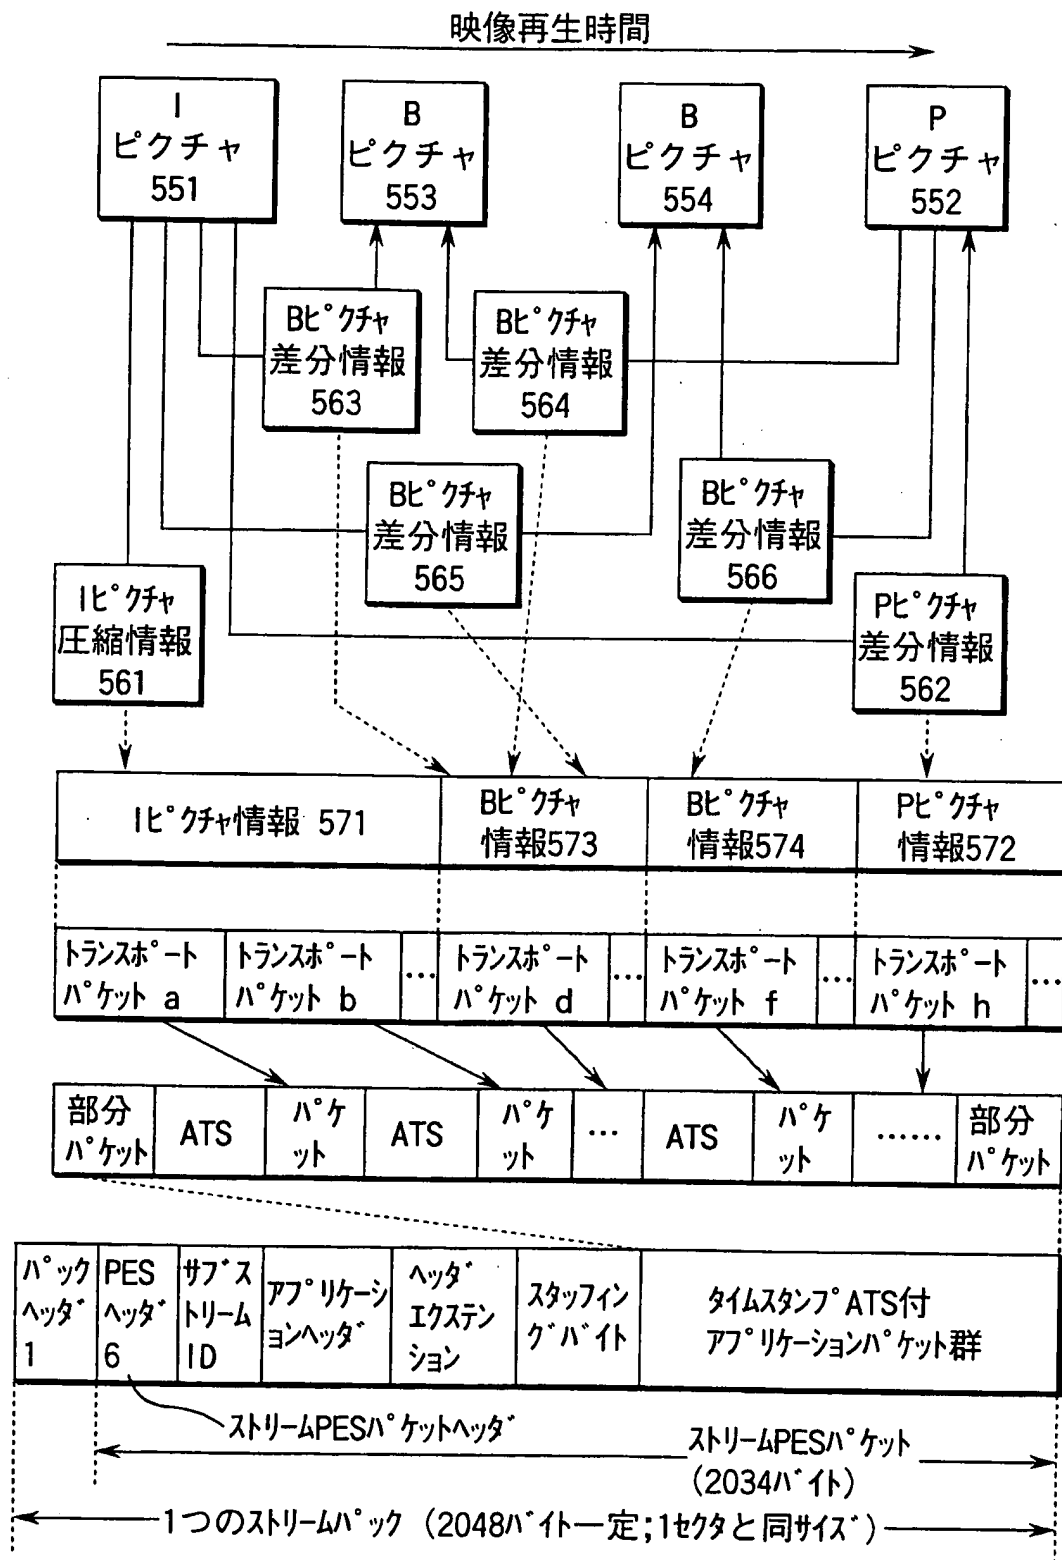 映像再生時間
I
ピクチャ
551
B
ピクチャ
553
B
ピクチャ
554
P
ピクチャ
552
Bピクチャ
差分情報
563
Bピクチャ
差分情報
564
Bピクチャ
差分情報
565
Bピクチャ
差分情報
566
Iピクチャ
圧縮情報
561
Pピクチャ
差分情報
562
Iピクチャ情報 571
Bピクチャ
情報573
Bピクチャ
情報574
Pピクチャ
情報572
トランスポート
パケット a
トランスポート
パケット b
…
トランスポート
パケット d
…
トランスポート
パケット f
…
トランスポート
パケット h
…
部分
パケット
ATS
パケ
ット
ATS
パケ
ット
…
ATS
パケ
ット
……
部分
パケット
パック
ヘッダ
1
PES
ヘッダ
6
サブス
トリーム
ID
アプリケーシ
ョンヘッダ
ヘッダ
エクステン
ション
スタッフィン
グバイト
タイムスタンプATS付
アプリケーションパケット群
ストリームPESパケットヘッダ
ストリームPESパケット
(2034バイト)
1つのストリームパック (2048バイト一定;1セクタと同サイズ)